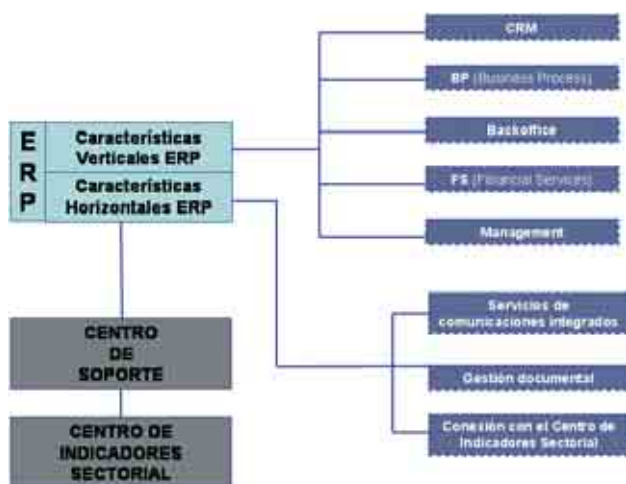 E
R
P
Características
Verticales ERP
Características
Horizontales ERP
CENTRO
DE
SOPORTE
CENTRO DE
INDICADORES
SECTORIAL
CRM
BP (Business Process)
Backoffice
FS (Financial Services)
Management
Servicios de
comunicaciones integrados
Gestión documental
Conexión con el Centro de
Indicadores Sectorial